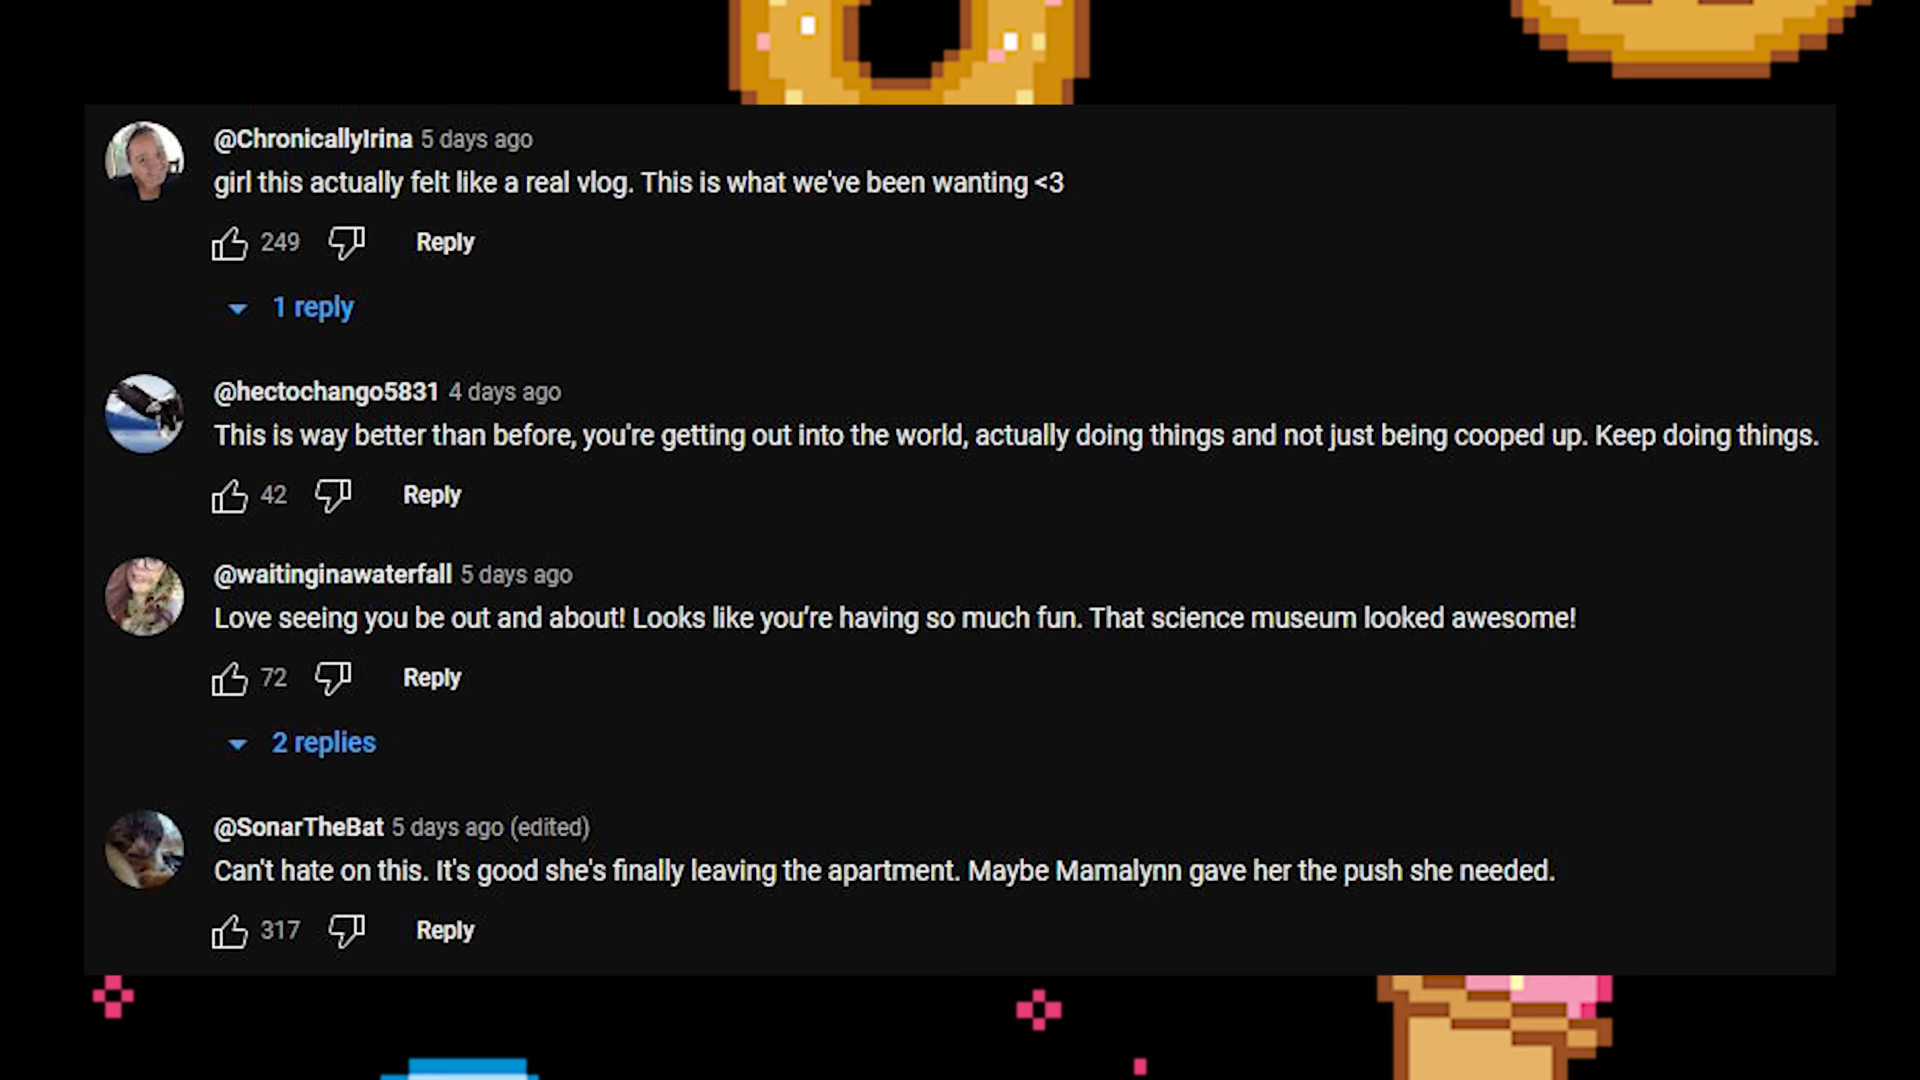 @ChronicallyIrina 5 days ago
girl this actually felt like a real vlog. This is what we've been wanting <3
249 Reply
1 reply
@hectochango5831 4 days ago
This is way better than before, you're getting out into the world, actually doing things and not just being cooped up. Keep doing things.
42 Reply
@waitinginawaterfall 5 days ago
Love seeing you be out and about! Looks like you’re having so much fun. That science museum looked awesome!
72 Reply
2 replies
@SonarTheBat 5 days ago (edited)
Can't hate on this. It's good she's finally leaving the apartment. Maybe Mamalynn gave her the push she needed.
317 Reply